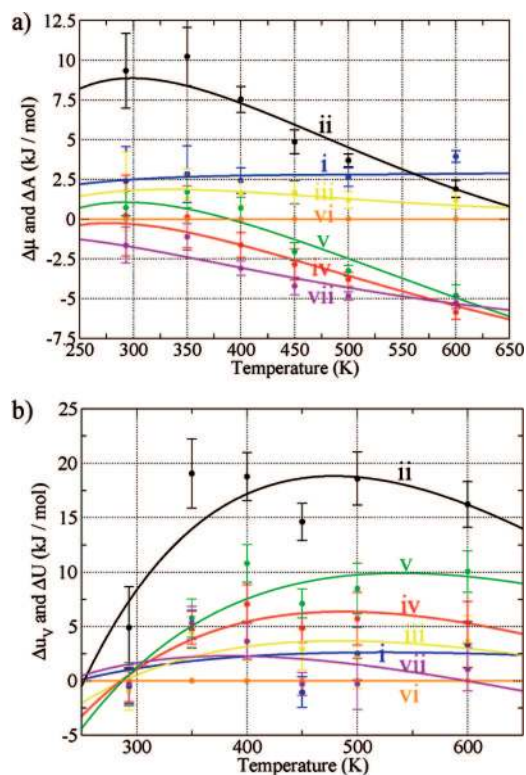 a)
12.5
10
7.5
5
2.5
0
-2.5
-5
-7.5
Δμ and ΔA (kJ / mol)
ii
i
iii
vi
v
iv
vii
250 300 350 400 450 500 550 600 650
Temperature (K)
b)
25
20
15
10
5
0
-5
Δu_V and ΔU (kJ / mol)
ii
v
iv
iii
i
vii
vi
300 400 500 600
Temperature (K)